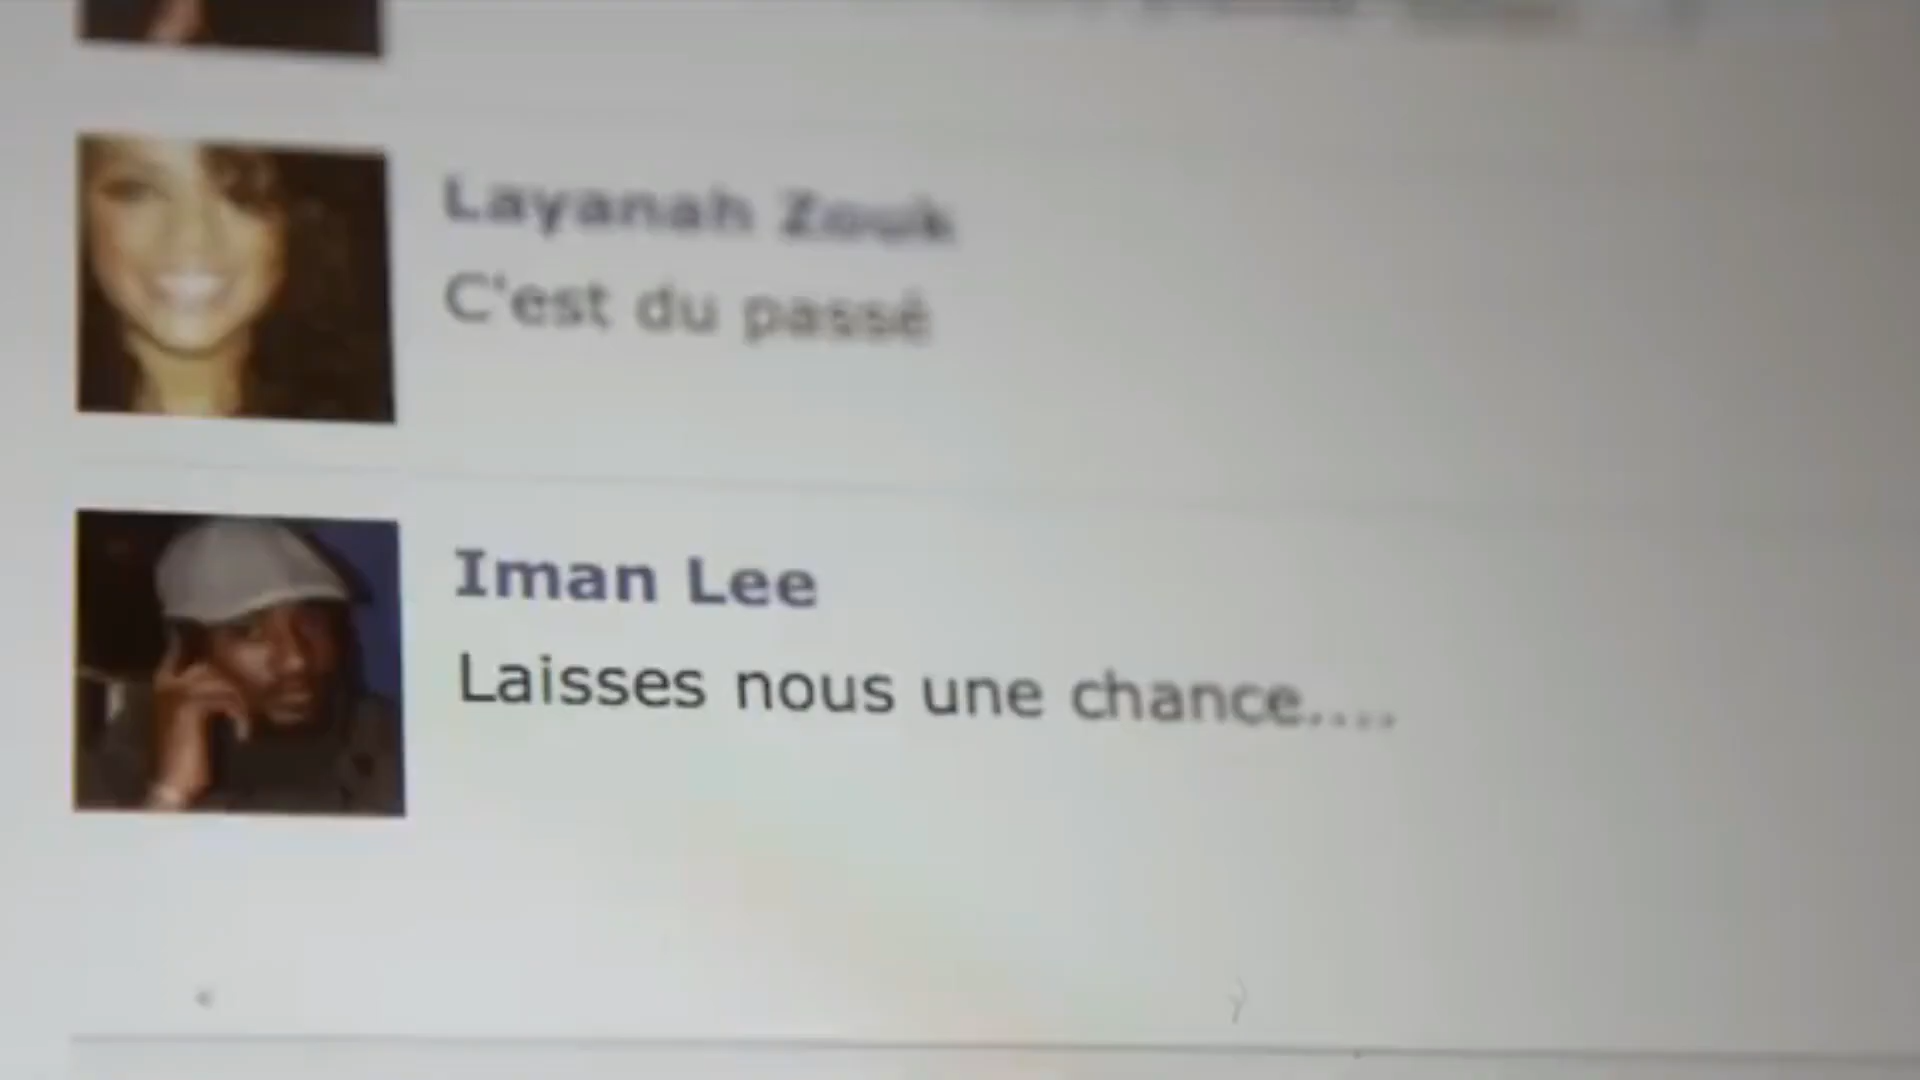 Layanah Zouk
C'est du passé
Iman Lee
Laisses nous une chance....